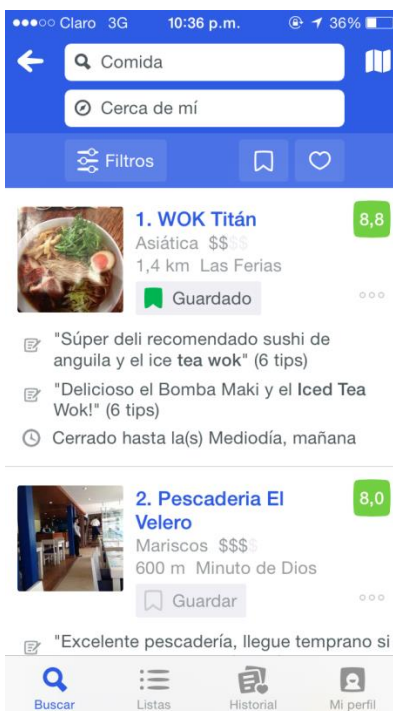 Claro 3G 10:36 p.m. 36%
Comida
Cerca de mí
Filtros
1. WOK Titán 8,8
Asiática $$$$
1,4 km Las Ferias
Guardado
"Súper deli recomendado sushi de
anguila y el ice tea wok" (6 tips)
"Delicioso el Bomba Maki y el Iced Tea
Wok!" (6 tips)
Cerrado hasta la(s) Mediodía, mañana
2. Pescaderia El 8,0
Velero
Mariscos $$$$
600 m Minuto de Dios
Guardar
"Excelente pescadería, llegue temprano si
Buscar Listas Historial Mi perfil